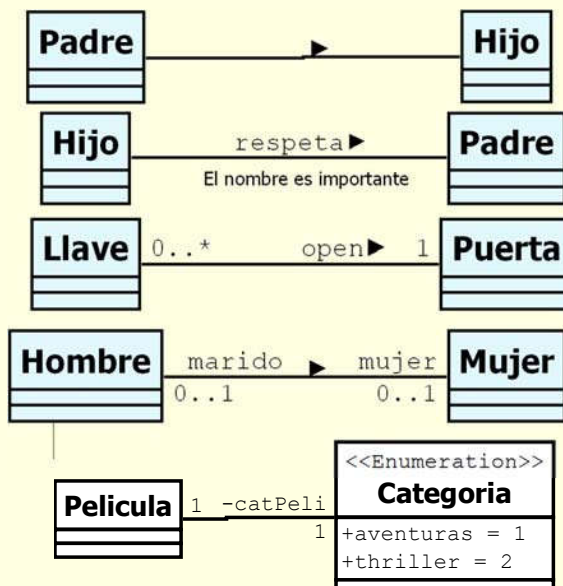 Padre ▶ Hijo
Hijo respeta▶ Padre
El nombre es importante
Llave 0..* open▶ 1 Puerta
Hombre marido ▶ mujer Mujer
0..1 0..1
<<Enumeration>>
Categoria
Pelicula 1 -catPeli
1
+aventuras = 1
+thriller = 2